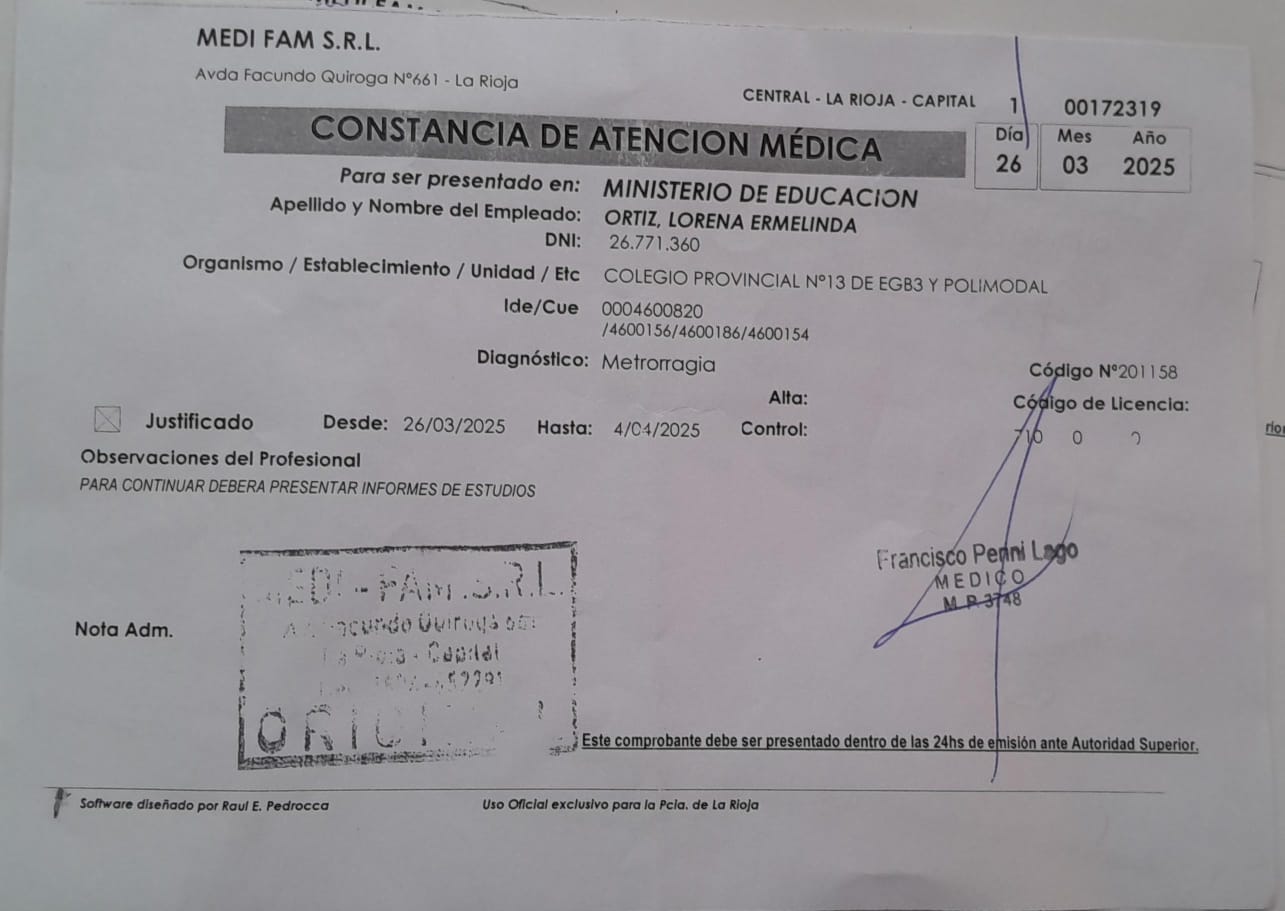 MEDI FAM S.R.L.
Avda Facundo Quiroga Nº661 - La Rioja
CENTRAL - LA RIOJA - CAPITAL 1 00172319
CONSTANCIA DE ATENCION MÉDICA
Día Mes Año
26 03 2025
Para ser presentado en: MINISTERIO DE EDUCACION
Apellido y Nombre del Empleado: ORTIZ, LORENA ERMELINDA
DNI: 26.771.360
Organismo / Establecimiento / Unidad / Etc COLEGIO PROVINCIAL Nº13 DE EGB3 Y POLIMODAL
Ide/Cue 0004600820
/4600156/4600186/4600154
Diagnóstico: Metrorragia
Código Nº201158
Alta:
Código de Licencia:
Justificado Desde: 26/03/2025 Hasta: 4/04/2025 Control:
0
Observaciones del Profesional
PARA CONTINUAR DEBERA PRESENTAR INFORMES DE ESTUDIOS
Francisco Penni Lago
MEDICO
M P 3748
Nota Adm.
Quiroga
Capital
Este comprobante debe ser presentado dentro de las 24hs de emisión ante Autoridad Superior.
Software diseñado por Raul E. Pedrocca
Uso Oficial exclusivo para la Pcia. de La Rioja